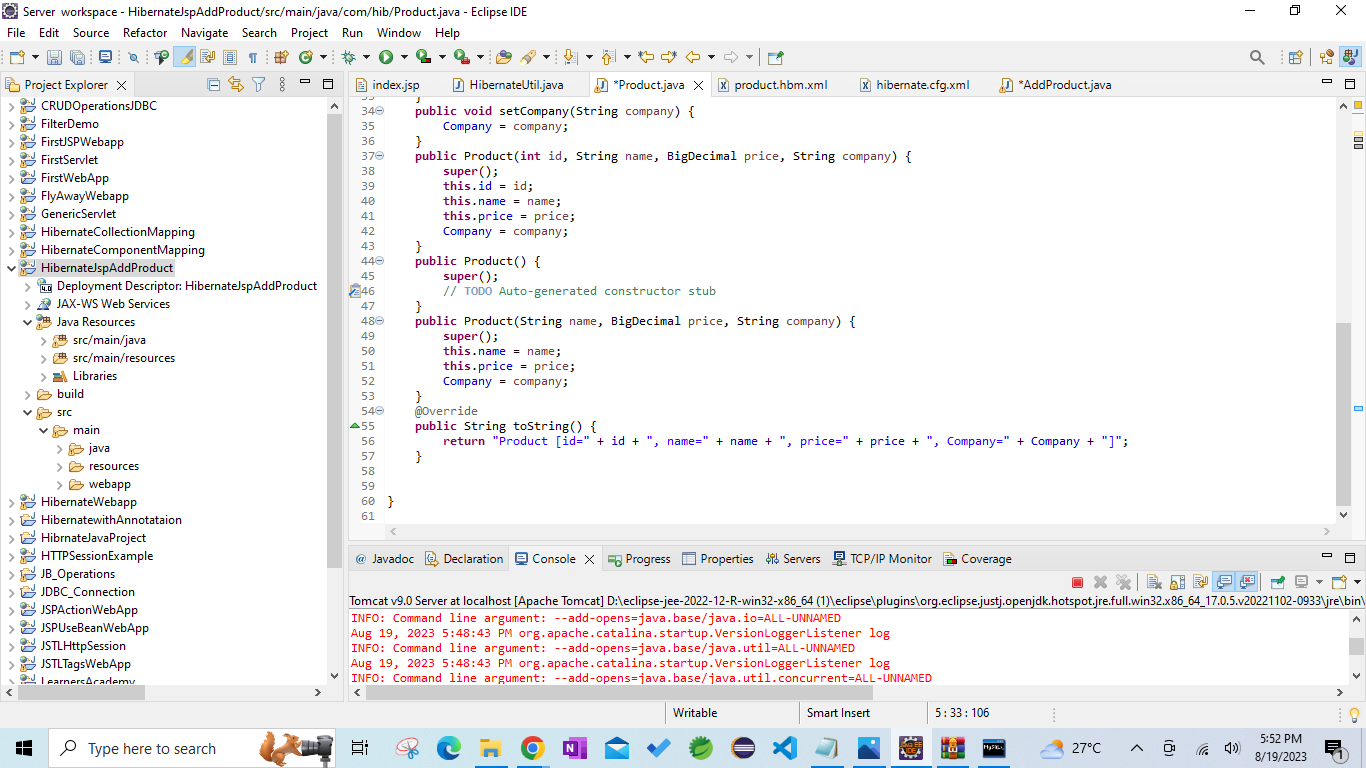 Server workspace - HibernateJspAddProduct/src/main/java/com/hib/Product.java - Eclipse IDE
File Edit Source Refactor Navigate Search Project Run Window Help
Project Explorer
index.jsp HibernateUtil.java *Product.java product.hbm.xml hibernate.cfg.xml *AddProduct.java
CRUDOperationsJDBC
FilterDemo
FirstJSPWebapp
FirstServlet
FirstWebApp
FlyAwayWebapp
GenericServlet
HibernateCollectionMapping
HibernateComponentMapping
HibernateJspAddProduct
Deployment Descriptor: HibernateJspAddProduct
JAX-WS Web Services
Java Resources
src/main/java
src/main/resources
Libraries
build
src
main
java
resources
webapp
HibernateWebapp
HibernatewithAnnotataion
HibrnateJavaProject
HTTPSessionExample
JB_Operations
JDBC_Connection
JSPActionWebApp
JSPUseBeanWebApp
JSTLHttpSession
JSTLTagsWebApp
LearnersAcademy
33 }
34 public void setCompany(String company) {
35 Company = company;
36 }
37 public Product(int id, String name, BigDecimal price, String company) {
38 super();
39 this.id = id;
40 this.name = name;
41 this.price = price;
42 Company = company;
43 }
44 public Product() {
45 super();
46 // TODO Auto-generated constructor stub
47 }
48 public Product(String name, BigDecimal price, String company) {
49 super();
50 this.name = name;
51 this.price = price;
52 Company = company;
53 }
54 @Override
55 public String toString() {
56 return "Product [id=" + id + ", name=" + name + ", price=" + price + ", Company=" + Company + "]";
57 }
58
59
60 }
61
@ Javadoc Declaration Console Progress Properties Servers TCP/IP Monitor Coverage
Tomcat v9.0 Server at localhost [Apache Tomcat] D:\eclipse-jee-2022-12-R-win32-x86_64 (1)\eclipse\plugins\org.eclipse.justj.openjdk.hotspot.jre.full.win32.x86_64_17.0.5.v20221102-0933\jre\bin\
INFO: Command line argument: --add-opens=java.base/java.io=ALL-UNNAMED
Aug 19, 2023 5:48:43 PM org.apache.catalina.startup.VersionLoggerListener log
INFO: Command line argument: --add-opens=java.base/java.util=ALL-UNNAMED
Aug 19, 2023 5:48:43 PM org.apache.catalina.startup.VersionLoggerListener log
INFO: Command line argument: --add-opens=java.base/java.util.concurrent=ALL-UNNAMED
Writable Smart Insert 5 : 33 : 106
Type here to search
27°C
5:52 PM
8/19/2023
1